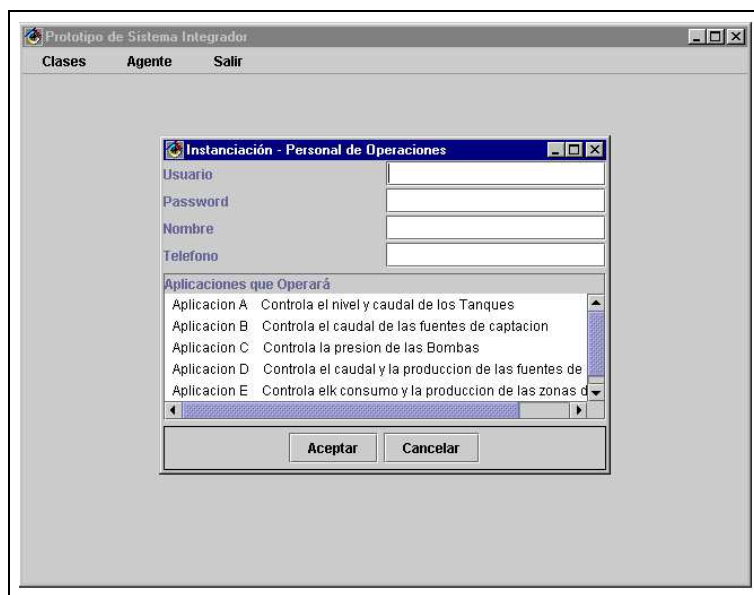 Prototipo de Sistema Integrador
Clases Agente Salir
Instanciación - Personal de Operaciones
Usuario
Password
Nombre
Telefono
Aplicaciones que Operará
Aplicacion A Controla el nivel y caudal de los Tanques
Aplicacion B Controla el caudal de las fuentes de captacion
Aplicacion C Controla la presion de las Bombas
Aplicacion D Controla el caudal y la produccion de las fuentes de
Aplicacion E Controla elk consumo y la produccion de las zonas d
Aceptar Cancelar